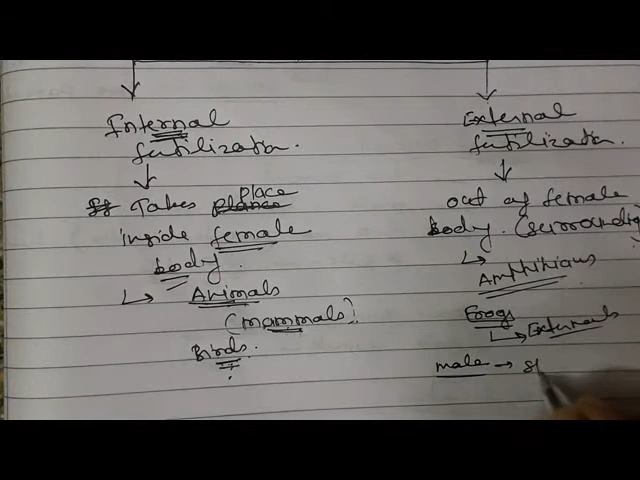 Internal
fertilization.
place
Takes
inside female
body.
Animals
(mammals).
Birds.
External
fertilization.
out of female
body. (surroundig
Amphibians
Frogs
External
male → s